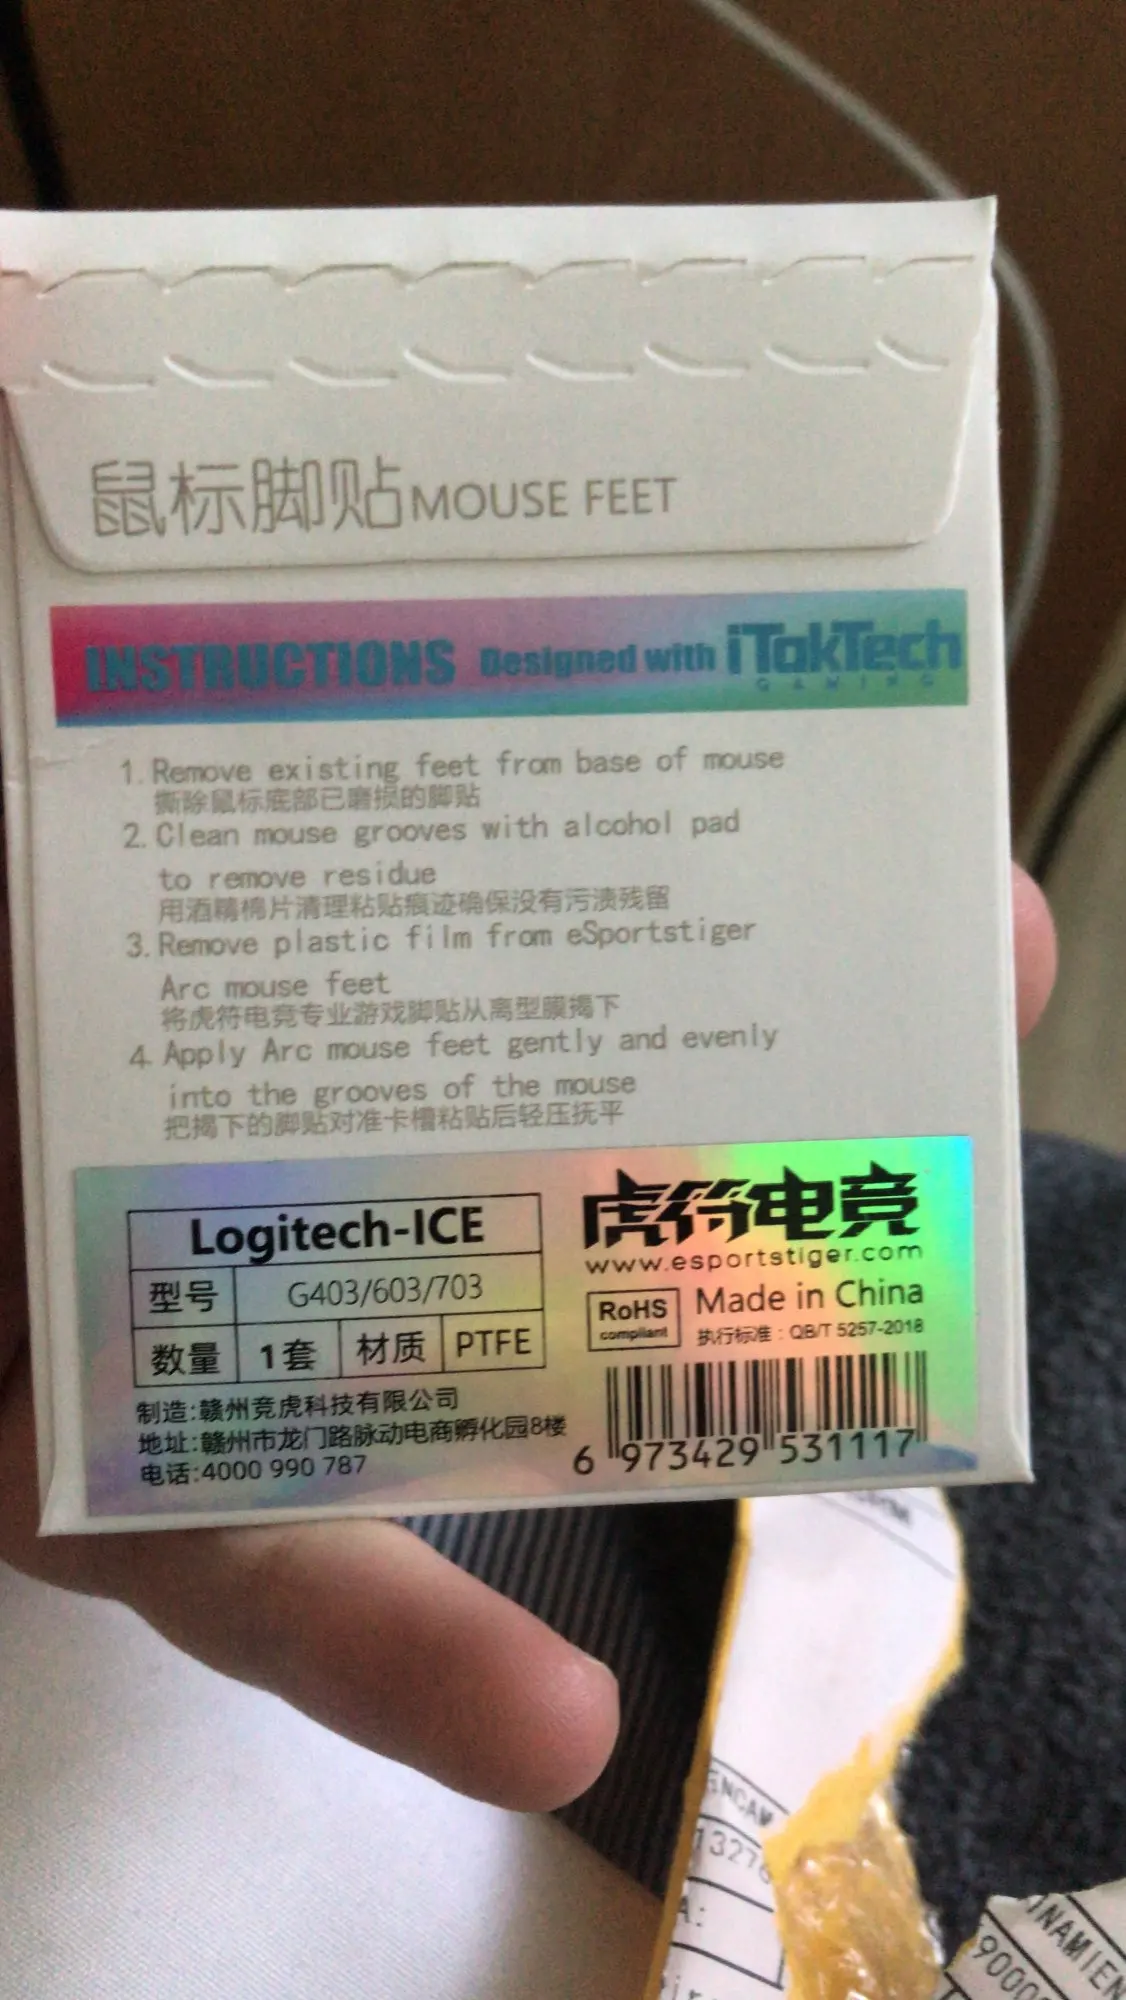 鼠标脚贴MOUSE FEET
INSTRUCTIONS Designed with iTokTech
GAMING
1. Remove existing feet from base of mouse
撕除鼠标底部已磨损的脚贴
2. Clean mouse grooves with alcohol pad
to remove residue
用酒精棉片清理粘贴痕迹确保没有污渍残留
3. Remove plastic film from eSportstiger
Arc mouse feet
将虎符电竞专业游戏脚贴从离型膜揭下
4. Apply Arc mouse feet gently and evenly
into the grooves of the mouse
把揭下的脚贴对准卡槽粘贴后轻压抚平
Logitech-ICE
型号 G403/603/703
数量 1套 材质 PTFE
制造:赣州竞虎科技有限公司
地址:赣州市龙门路脉动电商孵化园8楼
电话:4000 990 787
虎符电竞
www.esportstiger.com
RoHS
compliant
Made in China
执行标准：QB/T 5257-2018
6 973429 531117
A: